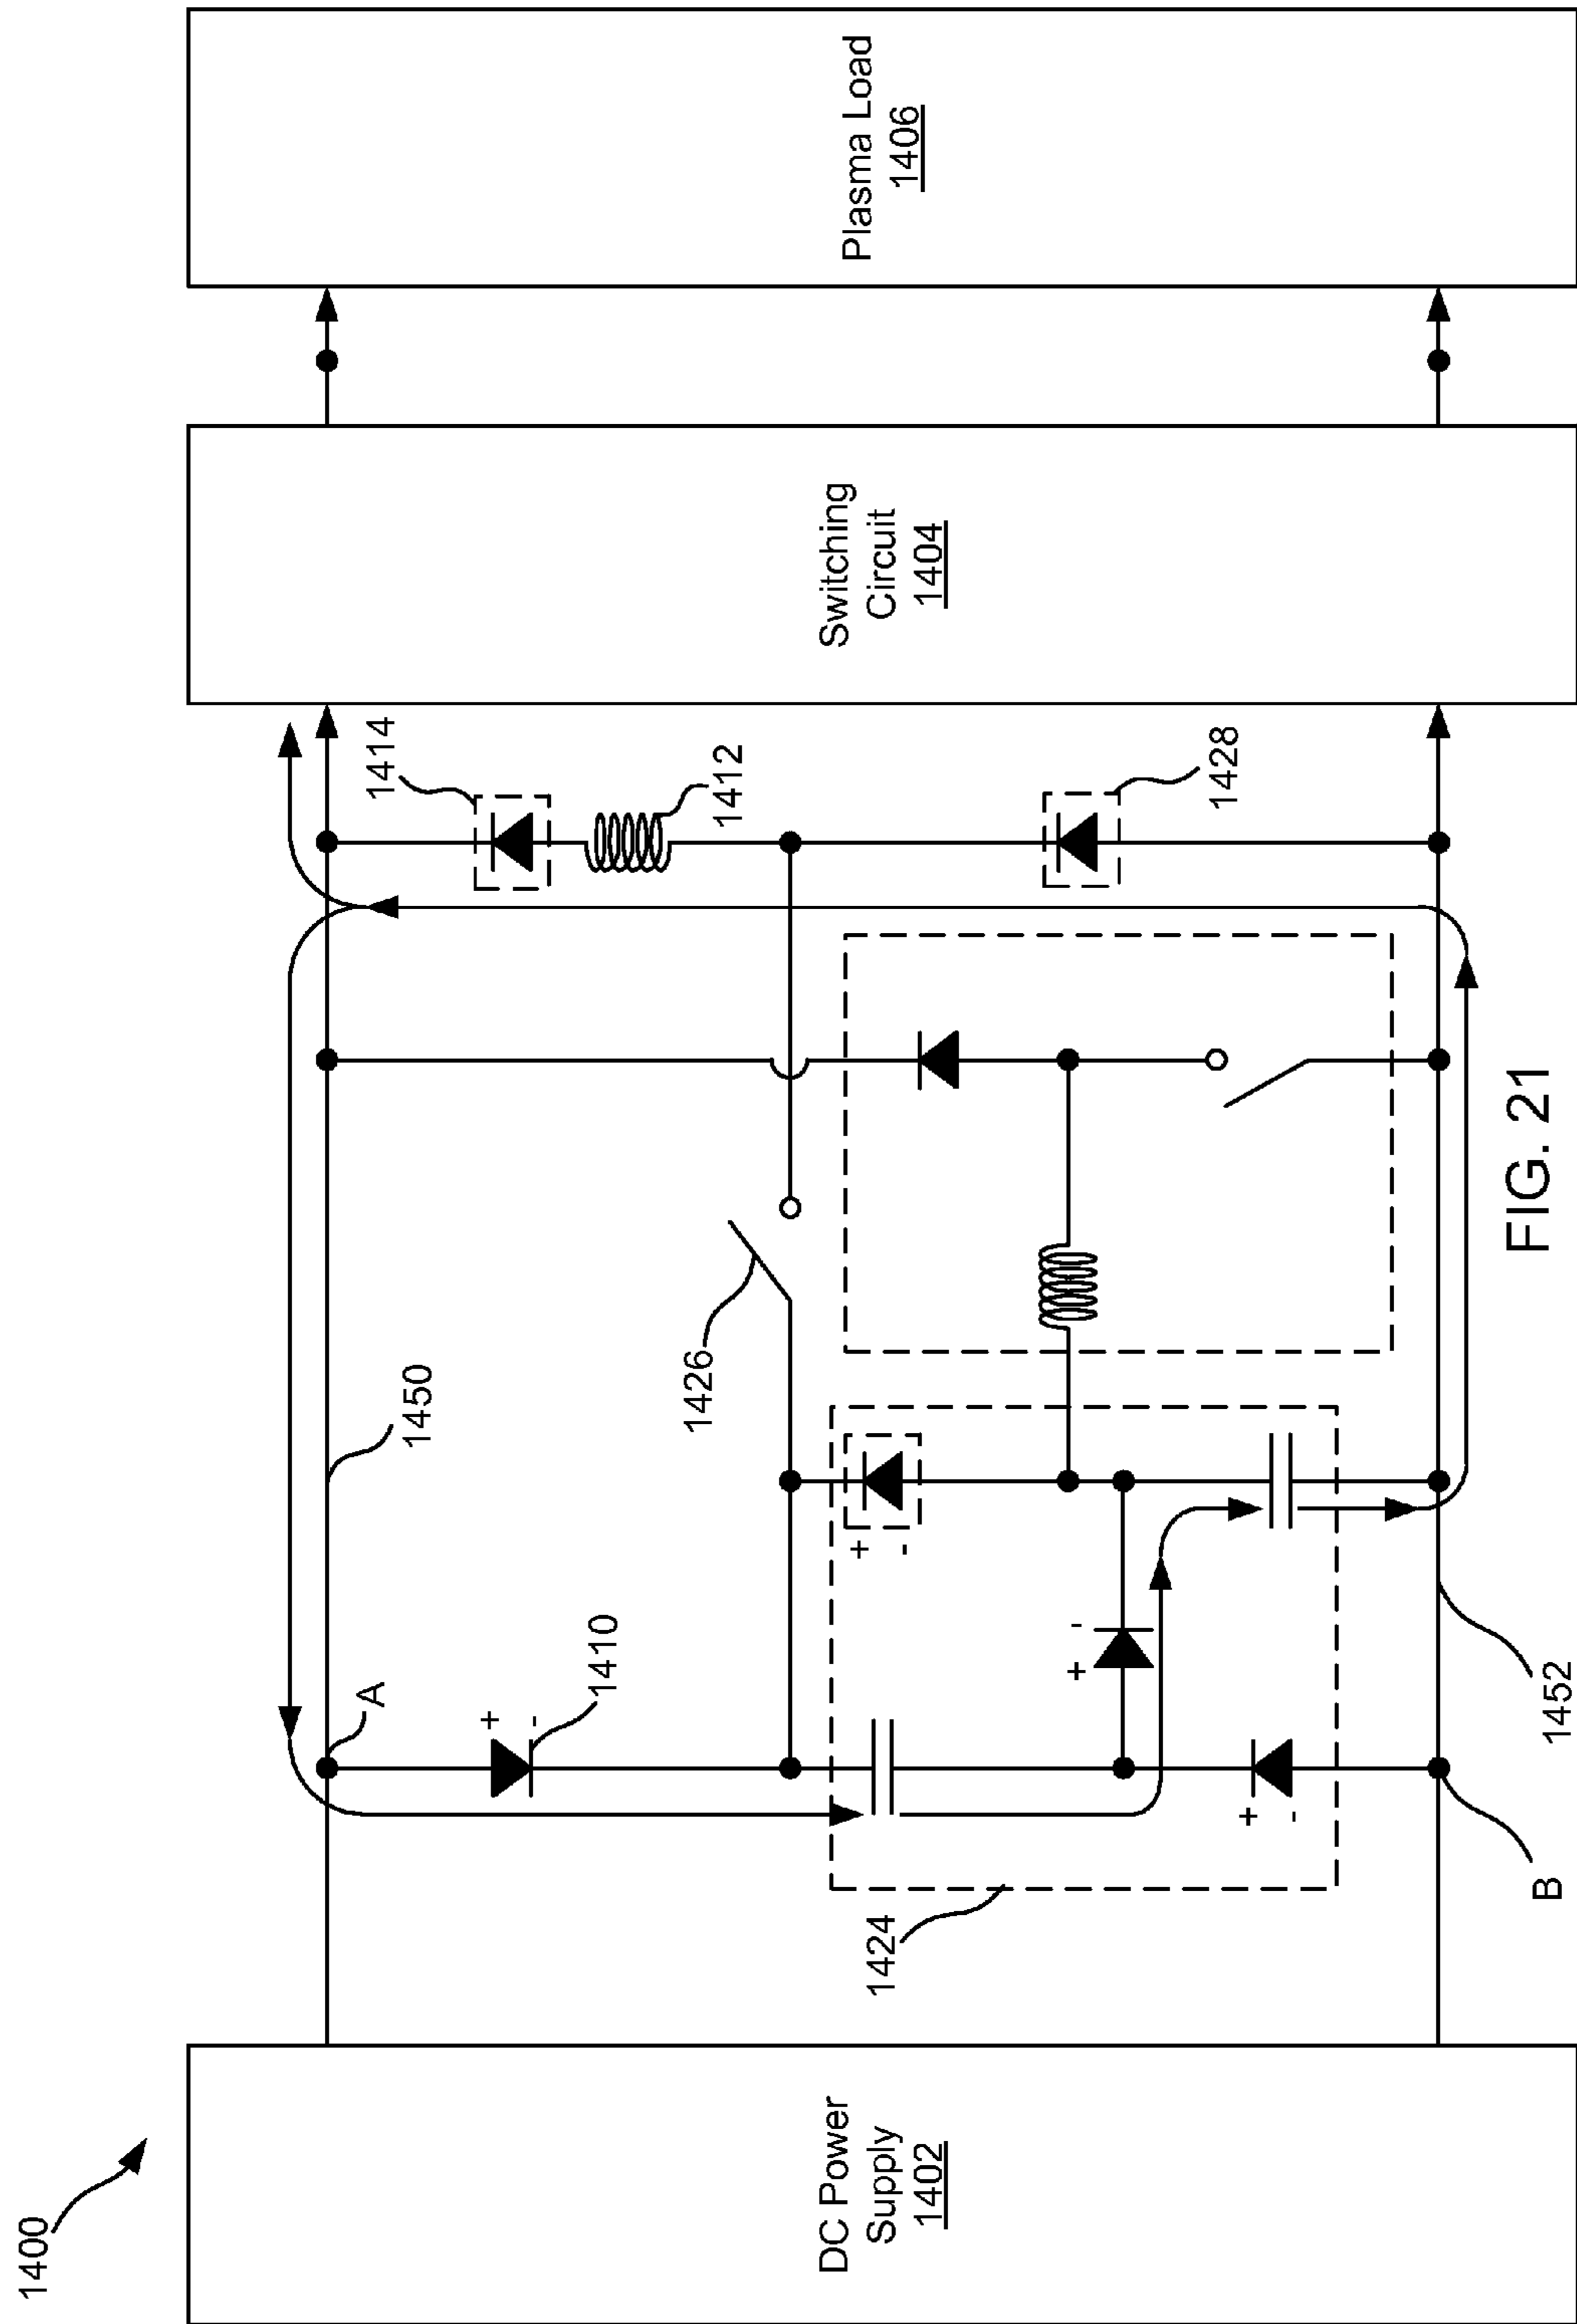 1400
DC Power
Supply
1402
A
1450
1410
+
-
1426
1414
1412
1428
Switching
Circuit
1404
Plasma Load
1406
1424
+
-
+
-
+
-
B
1452
FIG. 21